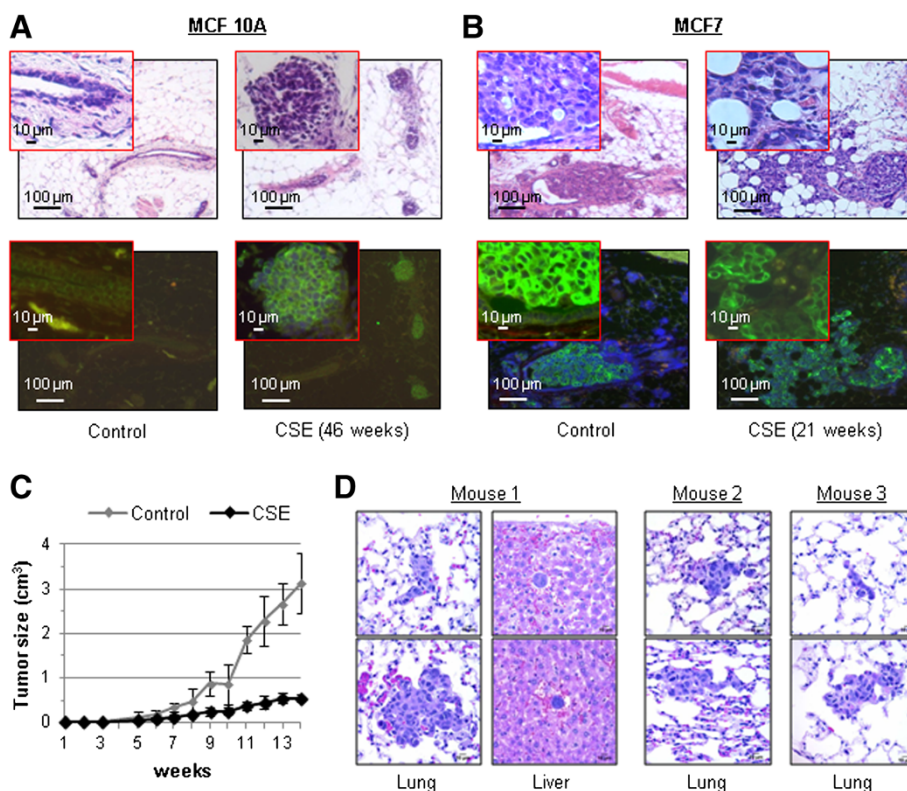 A
MCF 10A
10 µm
100 µm
10 µm
100 µm
10 µm
100 µm
10 µm
100 µm
Control
CSE (46 weeks)
B
MCF7
10 µm
100 µm
10 µm
100 µm
10 µm
100 µm
10 µm
100 µm
Control
CSE (21 weeks)
C
Control
CSE
Tumor size (cm³)
4
3
2
1
0
1 3 5 7 9 11 13
weeks
D
Mouse 1
Mouse 2
Mouse 3
Lung
Liver
Lung
Lung